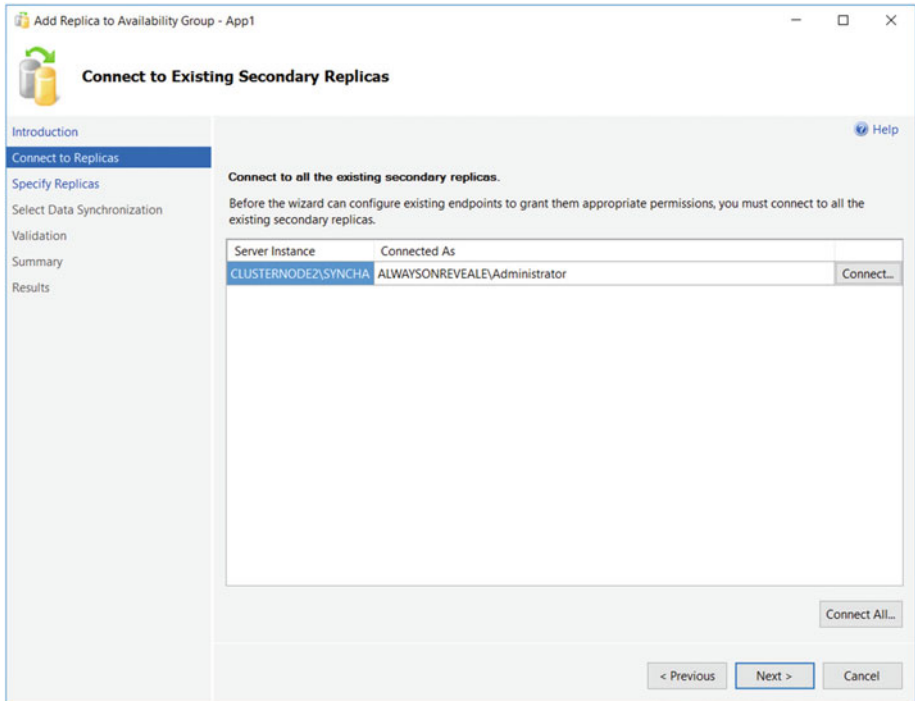 Add Replica to Availability Group - App1
Connect to Existing Secondary Replicas
Introduction
Connect to Replicas
Specify Replicas
Select Data Synchronization
Validation
Summary
Results
Help
Connect to all the existing secondary replicas.
Before the wizard can configure existing endpoints to grant them appropriate permissions, you must connect to all the
existing secondary replicas.
Server Instance Connected As
CLUSTERNODE2\SYNCHA ALWAYSONREVEALE\Administrator Connect...
Connect All...
< Previous Next > Cancel